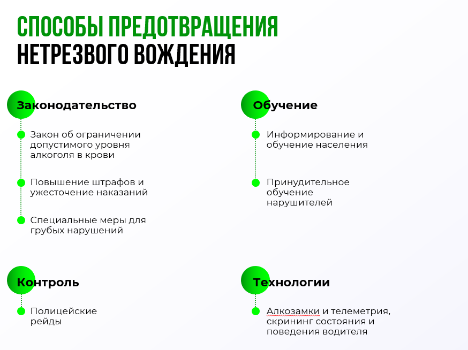 СПОСОБЫ ПРЕДОТВРАЩЕНИЯ
НЕТРЕЗВОГО ВОЖДЕНИЯ
Законодательство
Закон об ограничении
допустимого уровня
алкоголя в крови
Повышение штрафов и
ужесточение наказаний
Специальные меры для
грубых нарушений
Обучение
Информирование и
обучение населения
Принудительное
обучение
нарушителей
Контроль
Полицейские
рейды
Технологии
Алкозамки и телеметрия,
скрининг состояния и
поведения водителя